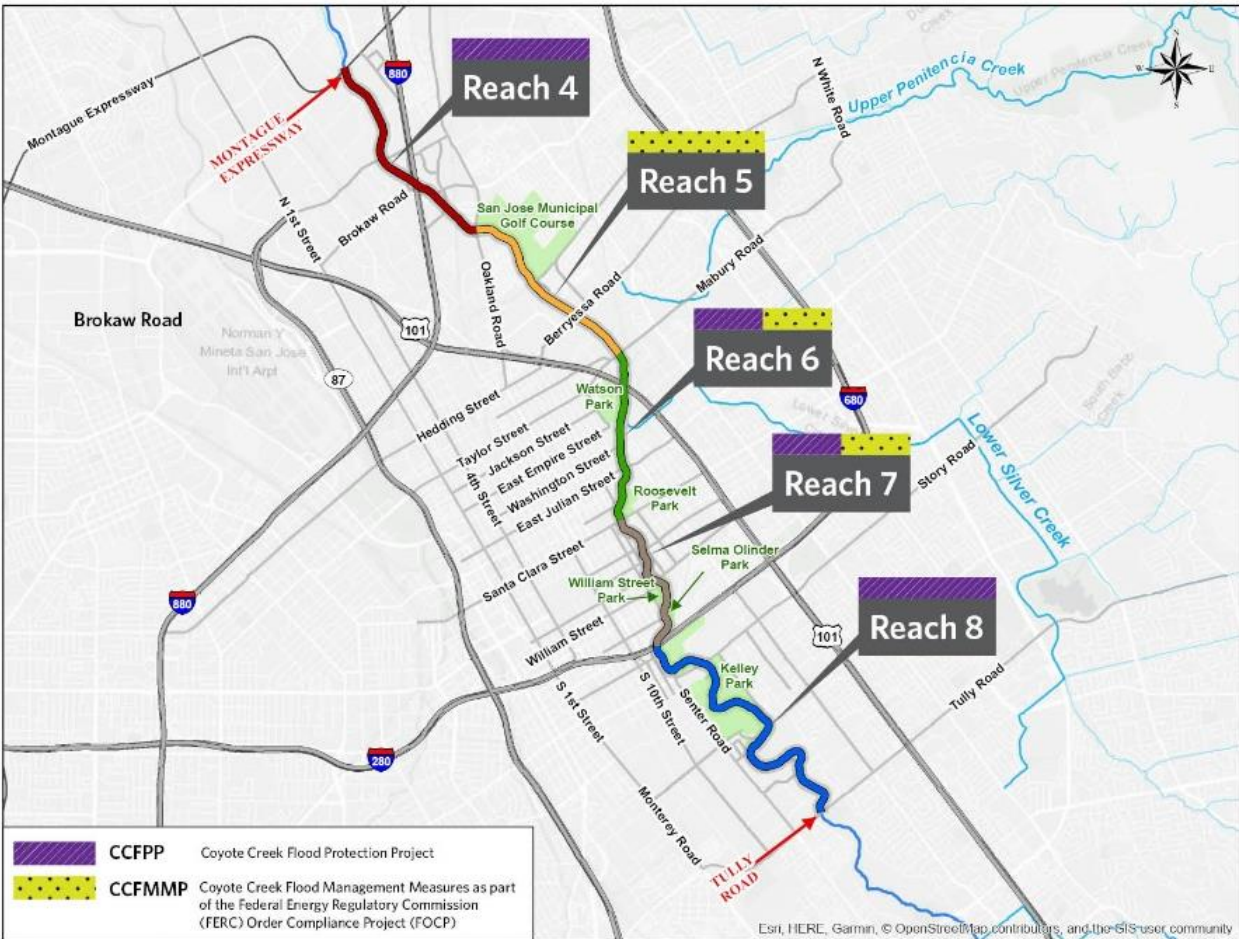 880
Reach 4
N White Road
Upper Penitencia Creek
Upper Penitencia Creek
N
W
E
S
Montague Expressway
MONTAGUE
EXPRESSWAY
Reach 5
N 1st Street
Brokaw Road
San Jose Municipal
Golf Course
Oakland Road
Berryessa Road
Mabury Road
Brokaw Road
Norman Y
Mineta San Jose
Int'l Arpt
101
87
Reach 6
680
Watson
Park
Hedding Street
Taylor Street
Jackson Street
East Empire Street
Washington Street
East Julian Street
4th Street
Lower Silver Creek
Story Road
Reach 7
Roosevelt
Park
Santa Clara Street
Selma Olinder
Park
William Street
Park
880
William Street
101
Reach 8
Kelley
Park
Tully Road
S 1st Street
S 10th Street
Senter Road
280
Monterey Road
TULLY
ROAD
CCFPP
Coyote Creek Flood Protection Project
CCFMMP
Coyote Creek Flood Management Measures as part
of the Federal Energy Regulatory Commission
(FERC) Order Compliance Project (FOCP)
Esri, HERE, Garmin, © OpenStreetMap contributors, and the GIS user community